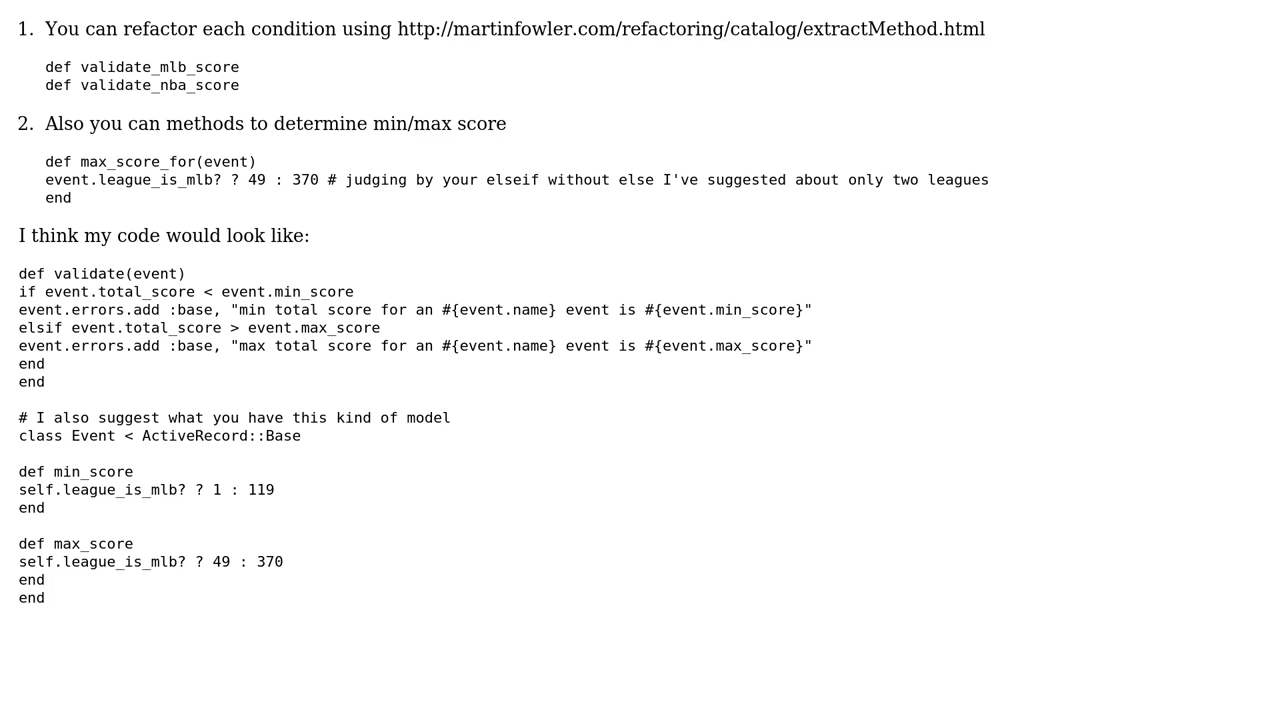 1. You can refactor each condition using http://martinfowler.com/refactoring/catalog/extractMethod.html
def validate_mlb_score
def validate_nba_score
2. Also you can methods to determine min/max score
def max_score_for(event)
event.league_is_mlb? ? 49 : 370 # judging by your elseif without else I've suggested about only two leagues
end
I think my code would look like:
def validate(event)
if event.total_score < event.min_score
event.errors.add :base, "min total score for an #{event.name} event is #{event.min_score}"
elsif event.total_score > event.max_score
event.errors.add :base, "max total score for an #{event.name} event is #{event.max_score}"
end
end
# I also suggest what you have this kind of model
class Event < ActiveRecord::Base
def min_score
self.league_is_mlb? ? 1 : 119
end
def max_score
self.league_is_mlb? ? 49 : 370
end
end